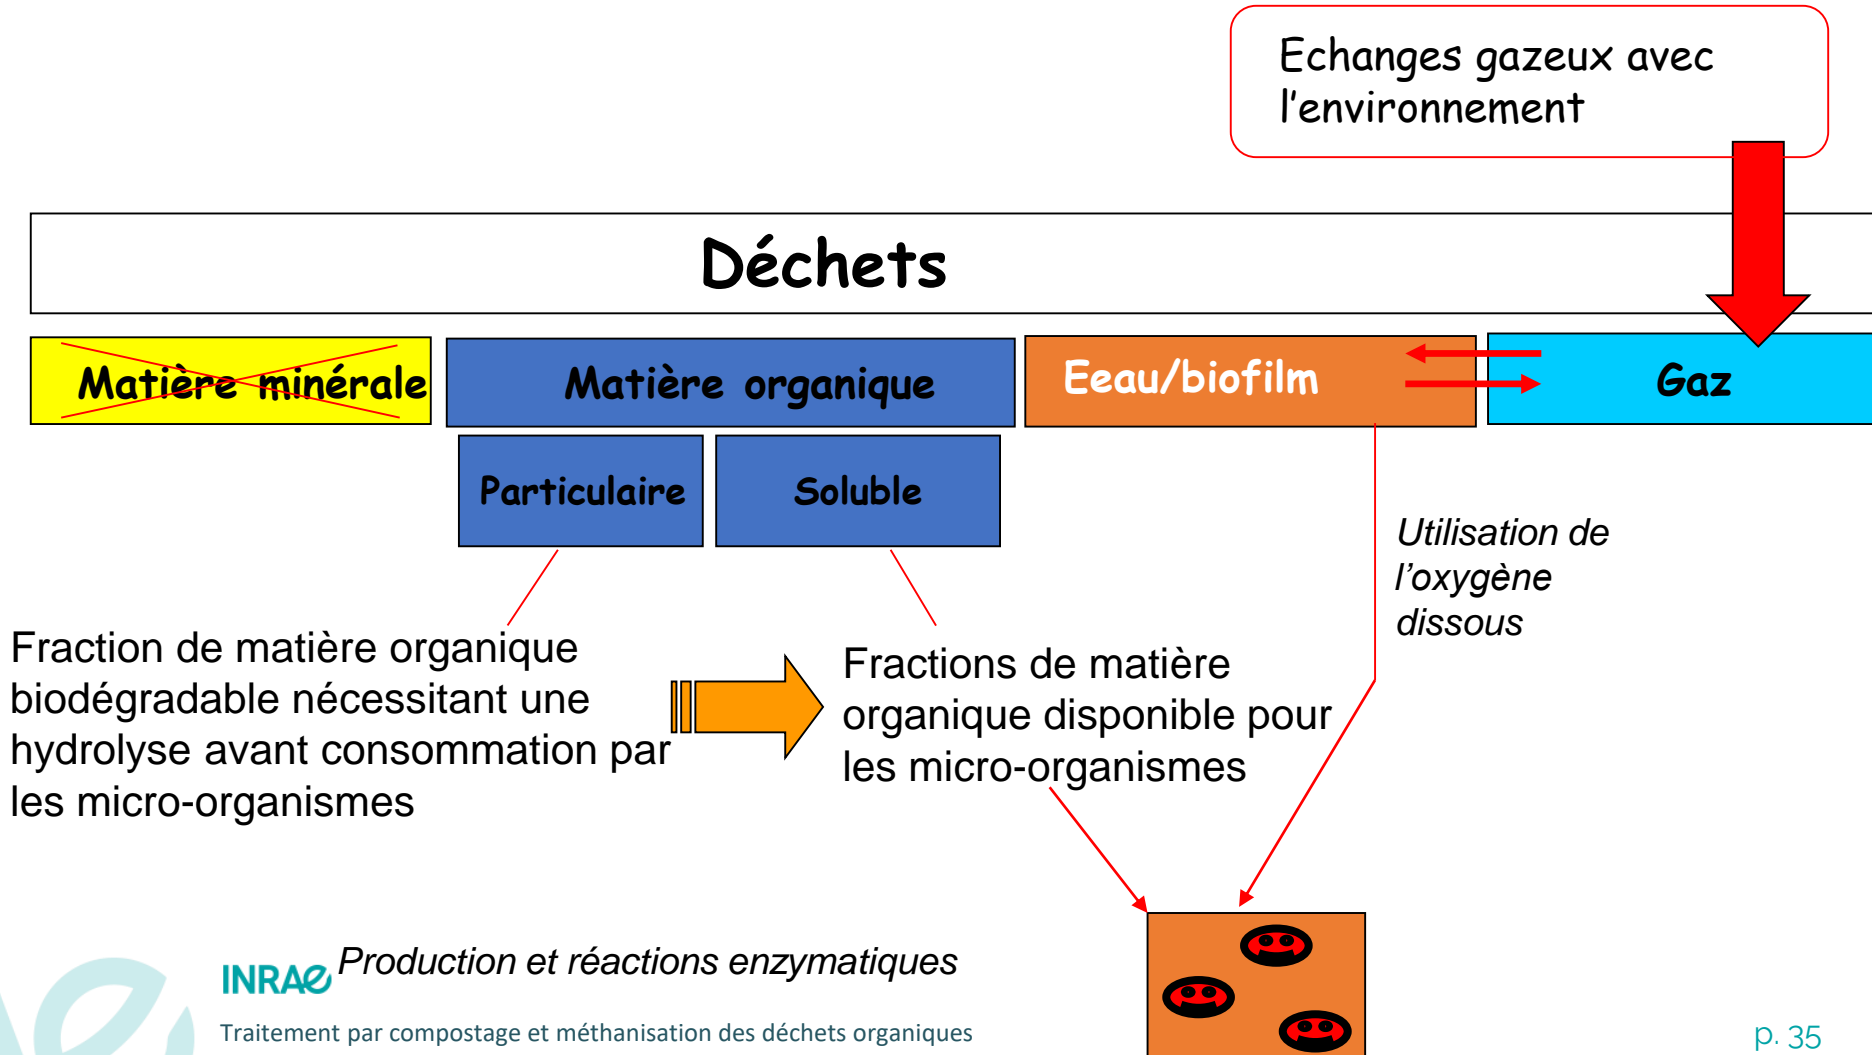 Echanges gazeux avec
l'environnement
Déchets
Matière minérale
Matière organique
Eeau/biofilm
Gaz
Particulaire
Soluble
Utilisation de
l'oxygène
dissous
Fraction de matière organique
biodégradable nécessitant une
hydrolyse avant consommation par
les micro-organismes
Fractions de matière
organique disponible pour
les micro-organismes
INRAE
Production et réactions enzymatiques
Traitement par compostage et méthanisation des déchets organiques
p. 35